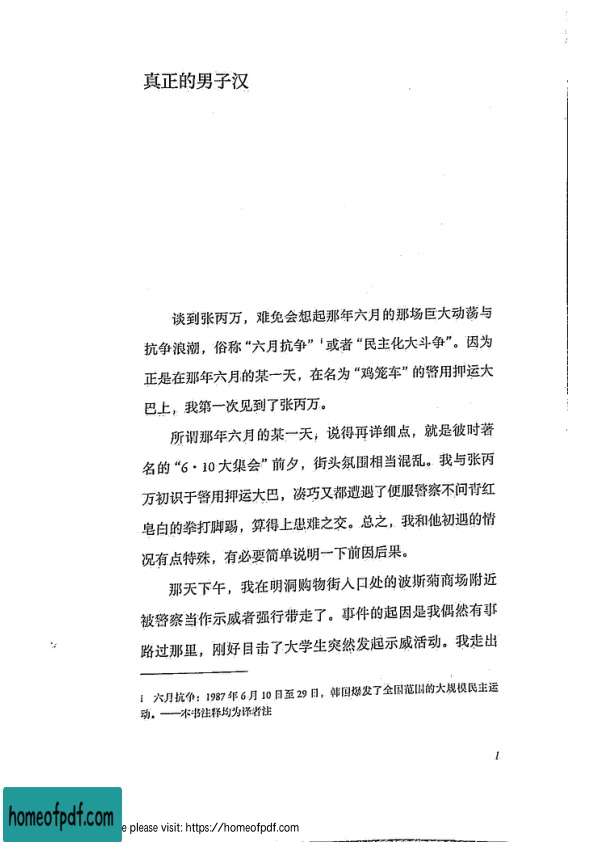 真正的男子汉
谈到张丙万，难免会想起那年六月的那场巨大动荡与
抗争浪潮，俗称“六月抗争”1或者“民主化大斗争”。因为
正是在那年六月的某一天，在名为“鸡笼车”的警用押运大
巴上，我第一次见到了张丙万。
所谓那年六月的某一天，说得再详细点，就是彼时著
名的“6·10大集会”前夕，街头氛围相当混乱。我与张丙
万初识于警用押运大巴，凑巧又都遭遇了便服警察不问青红
皂白的拳打脚踢，算得上患难之交。总之，我和他初遇的情
况有点特殊，有必要简单说明一下前因后果。
那天下午，我在明洞购物街入口处的波斯菊商场附近
被警察当作示威者强行带走了。事件的起因是我偶然有事
路过那里，刚好目击了大学生突然发起示威活动。我走出
1 六月抗争：1987年6月10日至29日，韩国爆发了全国范围的大规模民主运
动。——本书注释均为译者注
1
homeofpdf.com
e please visit: https://homeofpdf.com